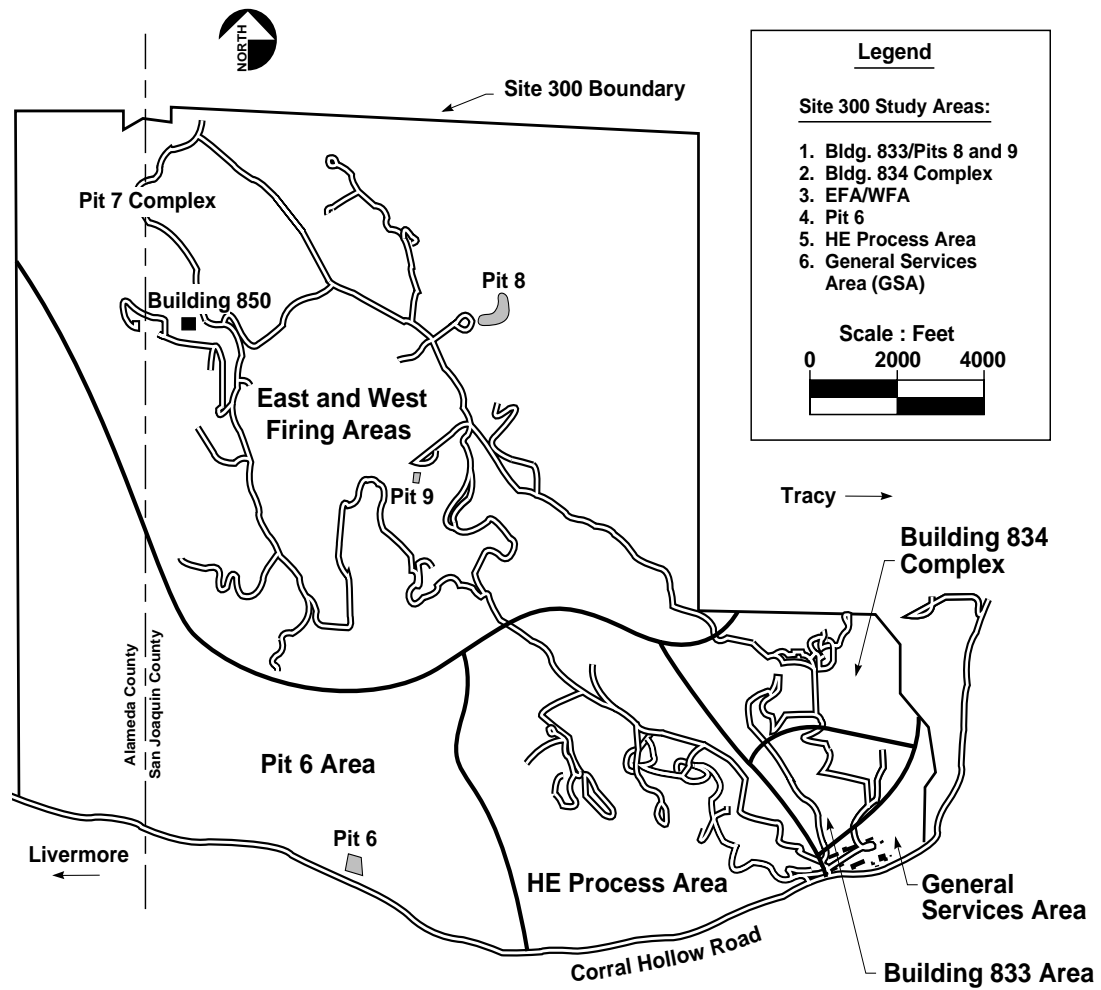 NORTH
Site 300 Boundary
Legend
Site 300 Study Areas:
1. Bldg. 833/Pits 8 and 9
2. Bldg. 834 Complex
3. EFA/WFA
4. Pit 6
5. HE Process Area
6. General Services
Area (GSA)
Scale : Feet
0 2000 4000
Pit 7 Complex
Pit 8
Building 850
East and West
Firing Areas
Pit 9
Tracy
Building 834
Complex
Alameda County
San Joaquin County
Pit 6 Area
Pit 6
Livermore
HE Process Area
General
Services Area
Corral Hollow Road
Building 833 Area